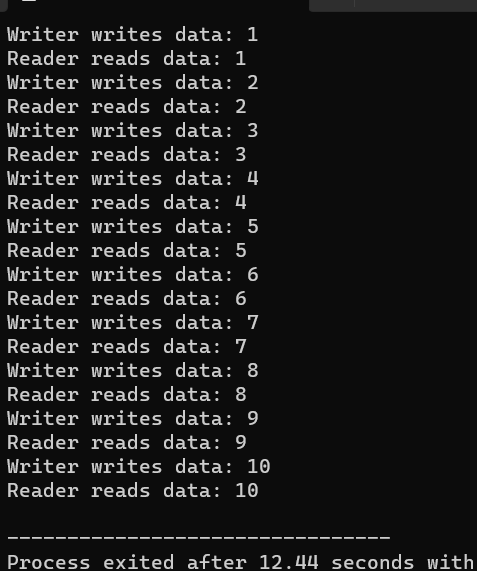 Writer writes data: 1
Reader reads data: 1
Writer writes data: 2
Reader reads data: 2
Writer writes data: 3
Reader reads data: 3
Writer writes data: 4
Reader reads data: 4
Writer writes data: 5
Reader reads data: 5
Writer writes data: 6
Reader reads data: 6
Writer writes data: 7
Reader reads data: 7
Writer writes data: 8
Reader reads data: 8
Writer writes data: 9
Reader reads data: 9
Writer writes data: 10
Reader reads data: 10
--------------------------------
Process exited after 12.44 seconds with